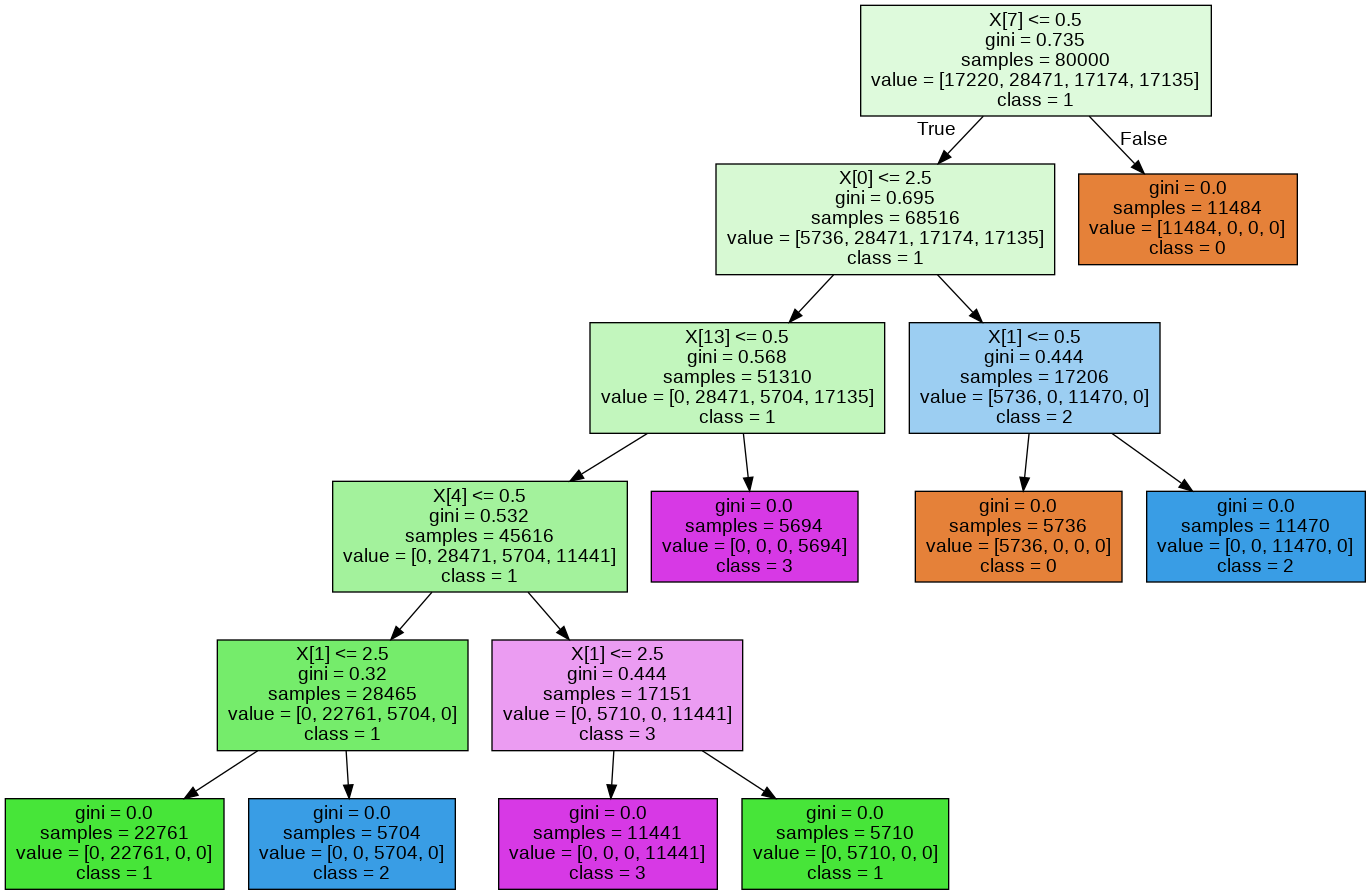 X[7] <= 0.5
gini = 0.735
samples = 80000
value = [17220, 28471, 17174, 17135]
class = 1
True
False
X[0] <= 2.5
gini = 0.695
samples = 68516
value = [5736, 28471, 17174, 17135]
class = 1
gini = 0.0
samples = 11484
value = [11484, 0, 0, 0]
class = 0
X[13] <= 0.5
gini = 0.568
samples = 51310
value = [0, 28471, 5704, 17135]
class = 1
X[1] <= 0.5
gini = 0.444
samples = 17206
value = [5736, 0, 11470, 0]
class = 2
X[4] <= 0.5
gini = 0.532
samples = 45616
value = [0, 28471, 5704, 11441]
class = 1
gini = 0.0
samples = 5694
value = [0, 0, 0, 5694]
class = 3
gini = 0.0
samples = 5736
value = [5736, 0, 0, 0]
class = 0
gini = 0.0
samples = 11470
value = [0, 0, 11470, 0]
class = 2
X[1] <= 2.5
gini = 0.32
samples = 28465
value = [0, 22761, 5704, 0]
class = 1
X[1] <= 2.5
gini = 0.444
samples = 17151
value = [0, 5710, 0, 11441]
class = 3
gini = 0.0
samples = 22761
value = [0, 22761, 0, 0]
class = 1
gini = 0.0
samples = 5704
value = [0, 0, 5704, 0]
class = 2
gini = 0.0
samples = 11441
value = [0, 0, 0, 11441]
class = 3
gini = 0.0
samples = 5710
value = [0, 5710, 0, 0]
class = 1